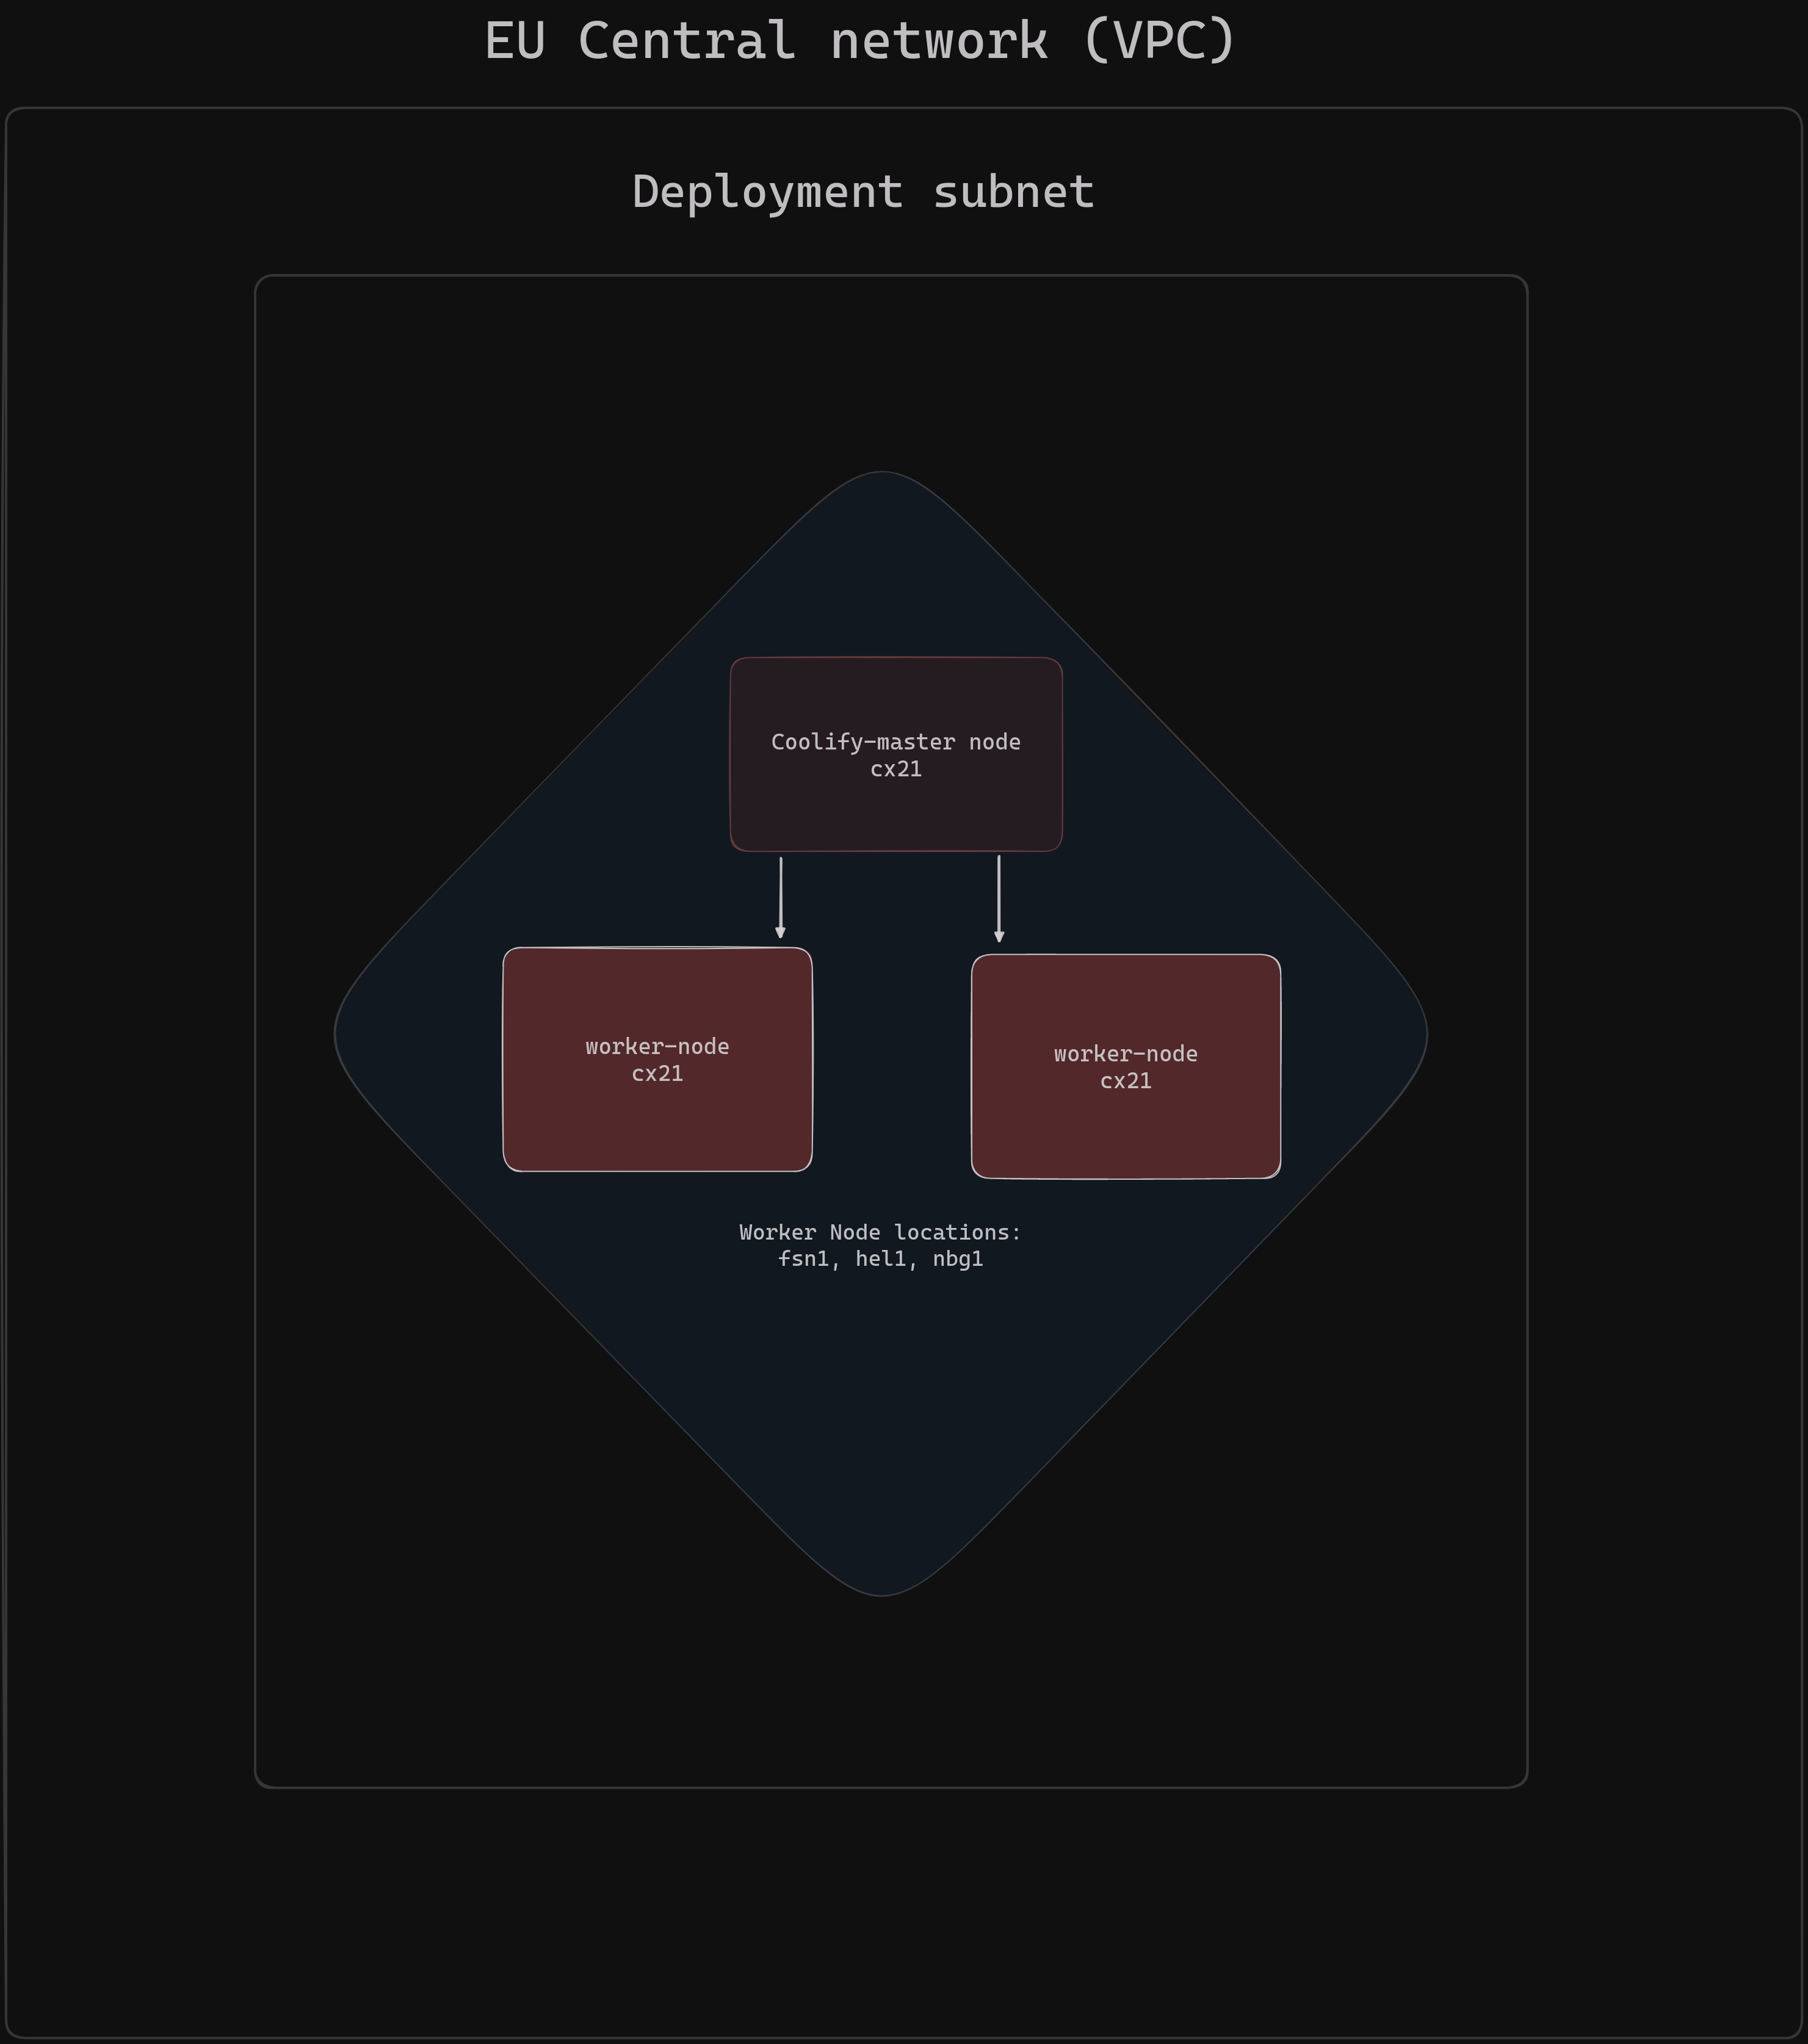 EU Central network (VPC)
Deployment subnet
Coolify-master node
cx21
worker-node
cx21
worker-node
cx21
Worker Node locations:
fsn1, hel1, nbg1